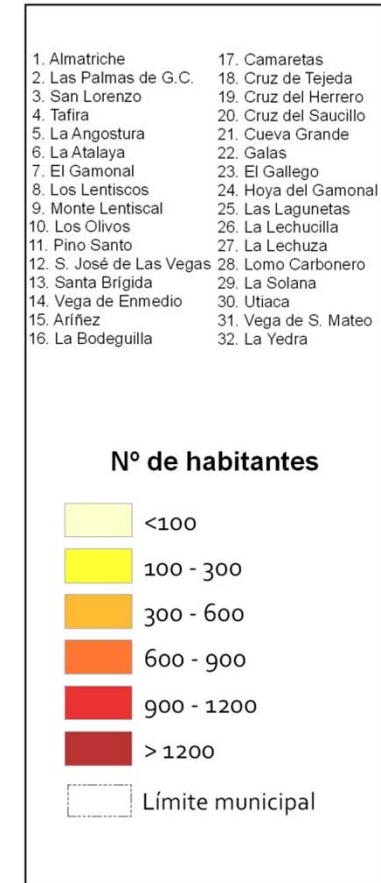 1. Almatriche
2. Las Palmas de G.C.
3. San Lorenzo
4. Tafira
5. La Angostura
6. La Atalaya
7. El Gamonal
8. Los Lentiscos
9. Monte Lentiscal
10. Los Olivos
11. Pino Santo
12. S. José de Las Vegas
13. Santa Brígida
14. Vega de Enmedio
15. Aríñez
16. La Bodeguilla
17. Camaretas
18. Cruz de Tejeda
19. Cruz del Herrero
20. Cruz del Saucillo
21. Cueva Grande
22. Galas
23. El Gallego
24. Hoya del Gamonal
25. Las Lagunetas
26. La Lechucilla
27. La Lechuza
28. Lomo Carbonero
29. La Solana
30. Utiaca
31. Vega de S. Mateo
32. La Yedra
Nº de habitantes
<100
100 - 300
300 - 600
600 - 900
900 - 1200
> 1200
Límite municipal